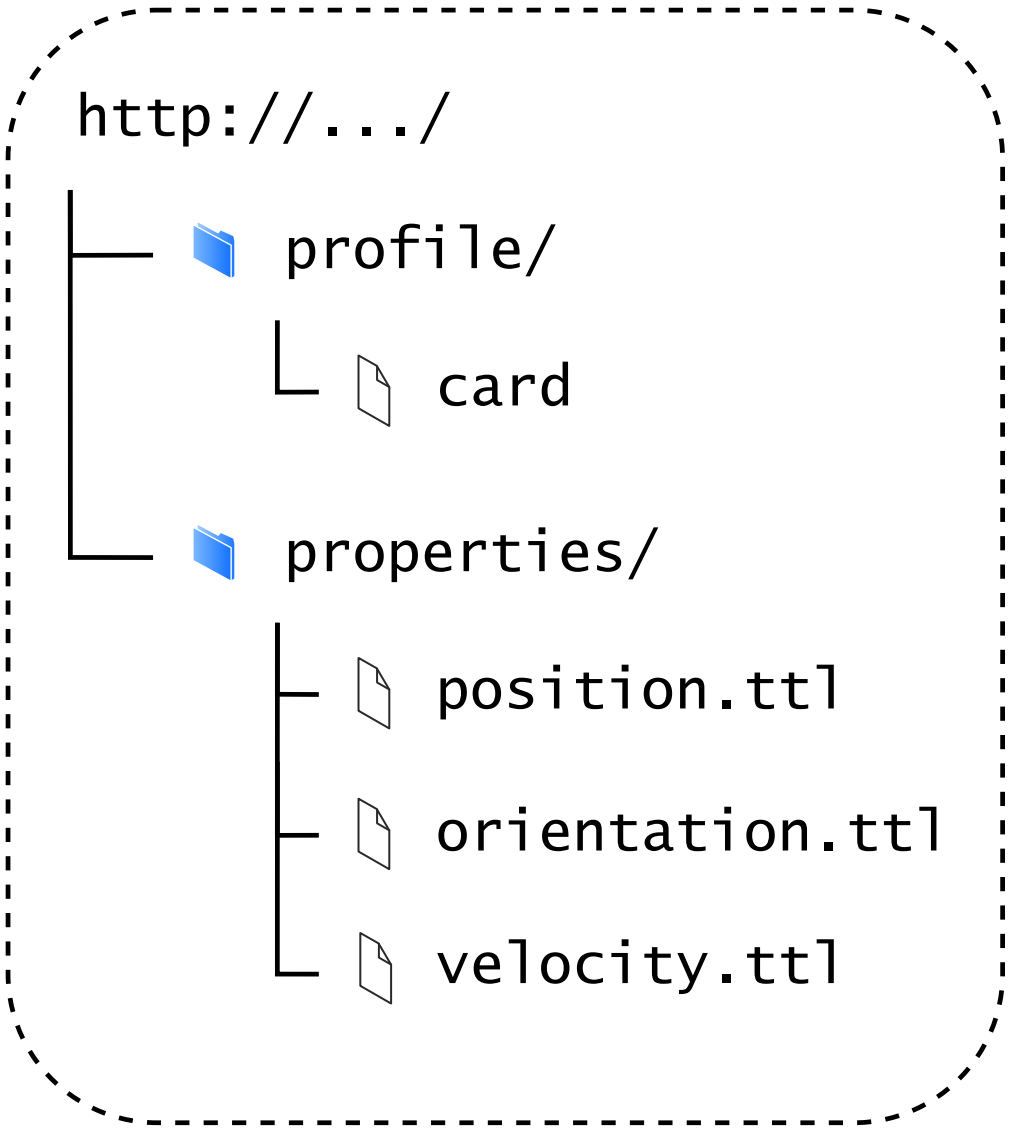 http://.../
profile/
card
properties/
position.ttl
orientation.ttl
velocity.ttl